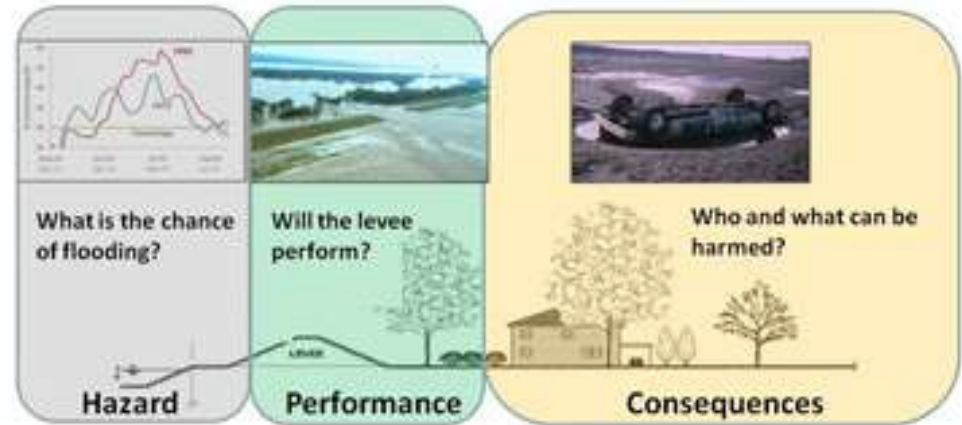 What is the chance
of flooding?
Will the levee
perform?
Who and what can be
harmed?
LEVEE
Hazard
Performance
Consequences